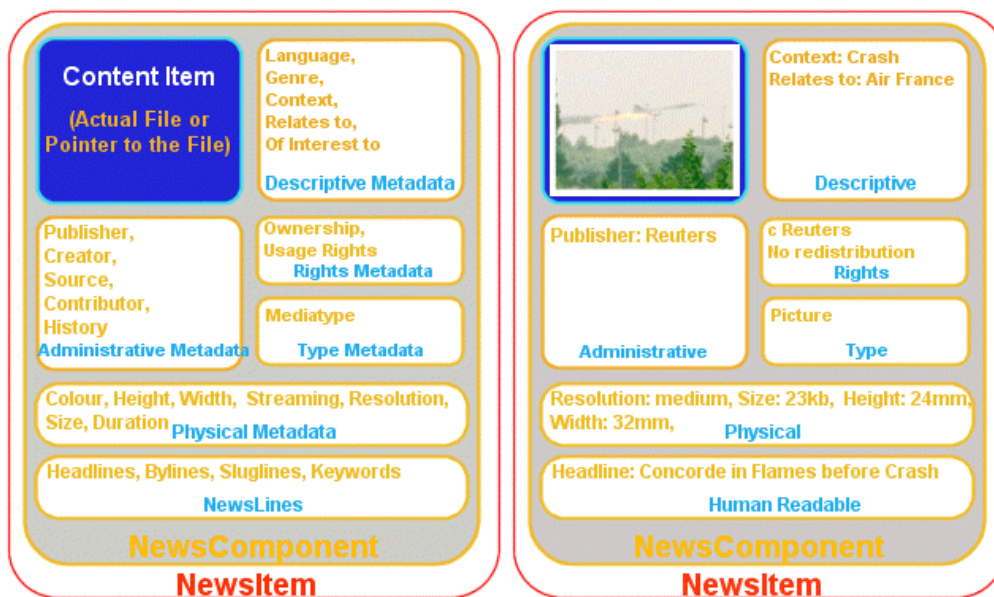 Content Item
(Actual File or
Pointer to the File)
Language,
Genre,
Context,
Relates to,
Of Interest to
Descriptive Metadata
Publisher,
Creator,
Source,
Contributor,
History
Administrative Metadata
Ownership,
Usage Rights
Rights Metadata
Mediatype
Type Metadata
Colour, Height, Width, Streaming, Resolution,
Size, Duration
Physical Metadata
Headlines, Bylines, Sluglines, Keywords
NewsLines
NewsComponent
NewsItem
Context: Crash
Relates to: Air France
Descriptive
Publisher: Reuters
Administrative
c Reuters
No redistribution
Rights
Picture
Type
Resolution: medium, Size: 23kb, Height: 24mm,
Width: 32mm,
Physical
Headline: Concorde in Flames before Crash
Human Readable
NewsComponent
NewsItem